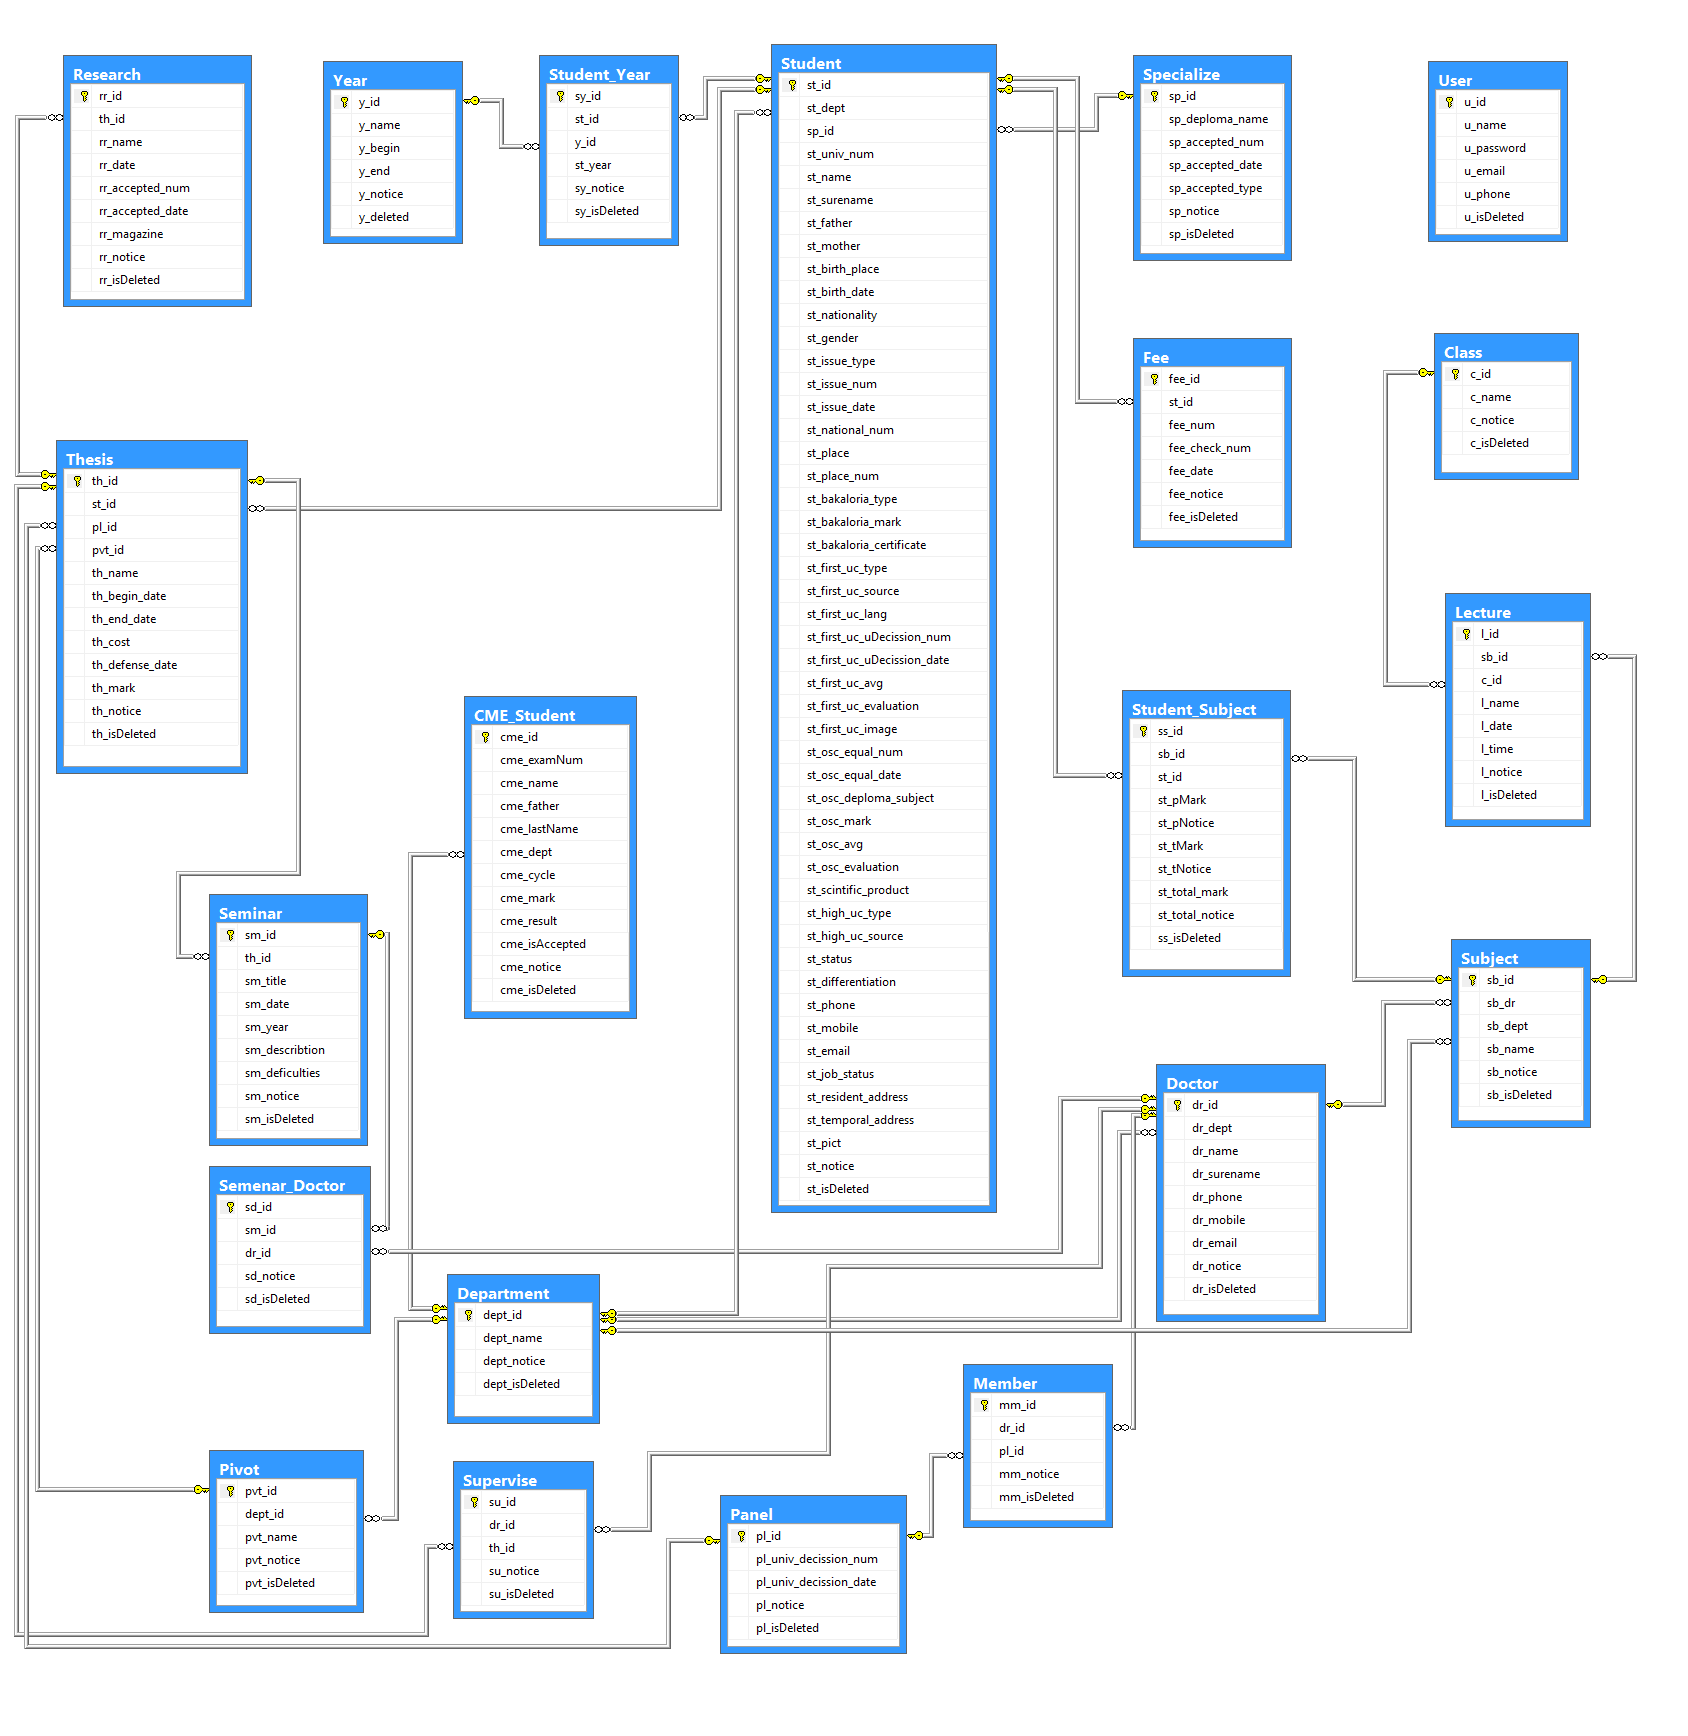 Research
rr_id
th_id
rr_name
rr_date
rr_accepted_num
rr_accepted_date
rr_magazine
rr_notice
rr_isDeleted
Year
y_id
y_name
y_begin
y_end
y_notice
y_deleted
Student_Year
sy_id
st_id
y_id
st_year
sy_notice
sy_isDeleted
Student
st_id
st_dept
sp_id
st_univ_num
st_name
st_surename
st_father
st_mother
st_birth_place
st_birth_date
st_nationality
st_gender
st_issue_type
st_issue_num
st_issue_date
st_national_num
st_place
st_place_num
st_bakaloria_type
st_bakaloria_mark
st_bakaloria_certificate
st_first_uc_type
st_first_uc_source
st_first_uc_lang
st_first_uc_uDecission_num
st_first_uc_uDecission_date
st_first_uc_avg
st_first_uc_evaluation
st_first_uc_image
st_osc_equal_num
st_osc_equal_date
st_osc_deploma_subject
st_osc_mark
st_osc_avg
st_osc_evaluation
st_scintific_product
st_high_uc_type
st_high_uc_source
st_status
st_differentiation
st_phone
st_mobile
st_email
st_job_status
st_resident_address
st_temporal_address
st_pict
st_notice
st_isDeleted
Specialize
sp_id
sp_deploma_name
sp_accepted_num
sp_accepted_date
sp_accepted_type
sp_notice
sp_isDeleted
User
u_id
u_name
u_password
u_email
u_phone
u_isDeleted
Fee
fee_id
st_id
fee_num
fee_check_num
fee_date
fee_notice
fee_isDeleted
Class
c_id
c_name
c_notice
c_isDeleted
Thesis
th_id
st_id
pl_id
pvt_id
th_name
th_begin_date
th_end_date
th_cost
th_defense_date
th_mark
th_notice
th_isDeleted
Lecture
l_id
sb_id
c_id
l_name
l_date
l_time
l_notice
l_isDeleted
CME_Student
cme_id
cme_examNum
cme_name
cme_father
cme_lastName
cme_dept
cme_cycle
cme_mark
cme_result
cme_isAccepted
cme_notice
cme_isDeleted
Student_Subject
ss_id
sb_id
st_id
st_pMark
st_pNotice
st_tMark
st_tNotice
st_total_mark
st_total_notice
ss_isDeleted
Seminar
sm_id
th_id
sm_title
sm_date
sm_year
sm_describtion
sm_deficulties
sm_notice
sm_isDeleted
Subject
sb_id
sb_dr
sb_dept
sb_name
sb_notice
sb_isDeleted
Doctor
dr_id
dr_dept
dr_name
dr_surename
dr_phone
dr_mobile
dr_email
dr_notice
dr_isDeleted
Semenar_Doctor
sd_id
sm_id
dr_id
sd_notice
sd_isDeleted
Department
dept_id
dept_name
dept_notice
dept_isDeleted
Member
mm_id
dr_id
pl_id
mm_notice
mm_isDeleted
Pivot
pvt_id
dept_id
pvt_name
pvt_notice
pvt_isDeleted
Supervise
su_id
dr_id
th_id
su_notice
su_isDeleted
Panel
pl_id
pl_univ_decission_num
pl_univ_decission_date
pl_notice
pl_isDeleted